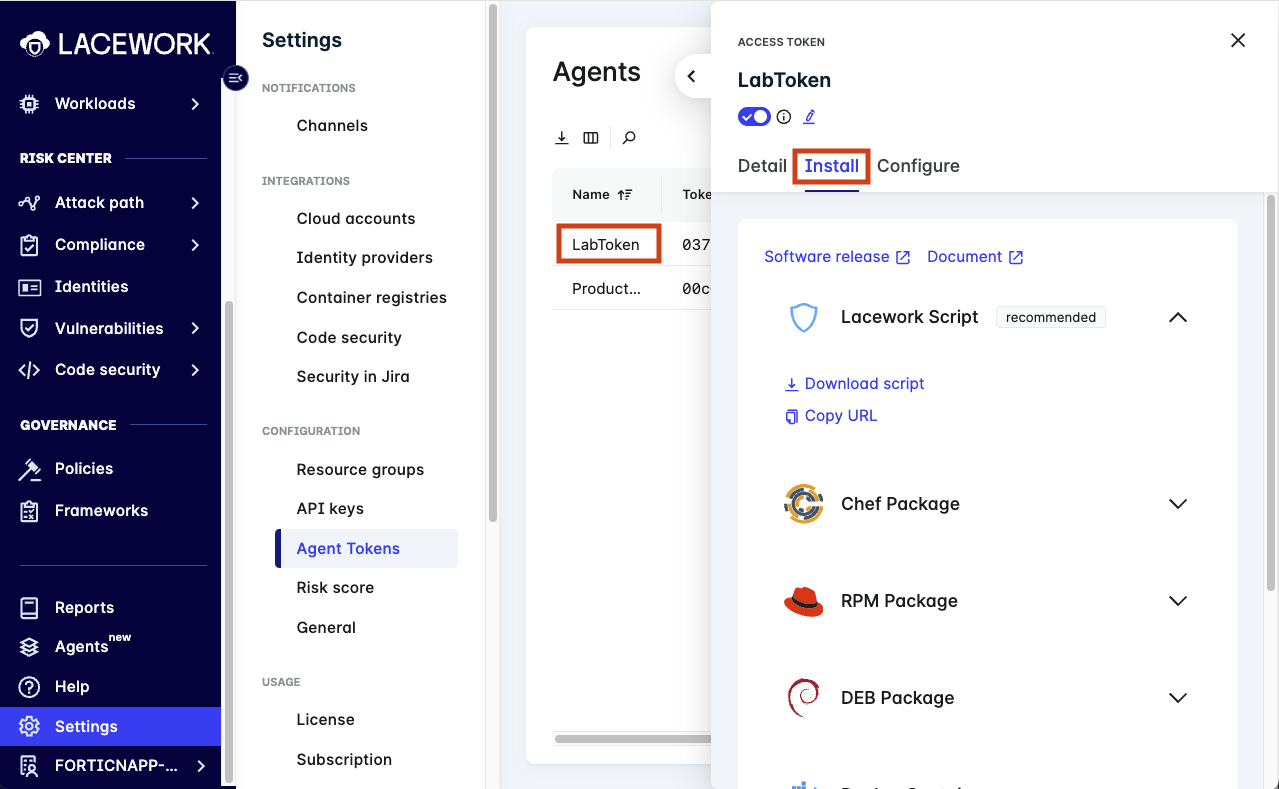 LACEWORK
Workloads
RISK CENTER
Attack path
Compliance
Identities
Vulnerabilities
Code security
GOVERNANCE
Policies
Frameworks
Reports
Agents new
Help
Settings
FORTICNAPP-...
Settings
NOTIFICATIONS
Channels
INTEGRATIONS
Cloud accounts
Identity providers
Container registries
Code security
Security in Jira
CONFIGURATION
Resource groups
API keys
Agent Tokens
Risk score
General
USAGE
License
Subscription
Agents
Name Toke
LabToken 037
Product... 00c
ACCESS TOKEN
LabToken
Detail Install Configure
Software release Document
Lacework Script recommended
Download script
Copy URL
Chef Package
RPM Package
DEB Package